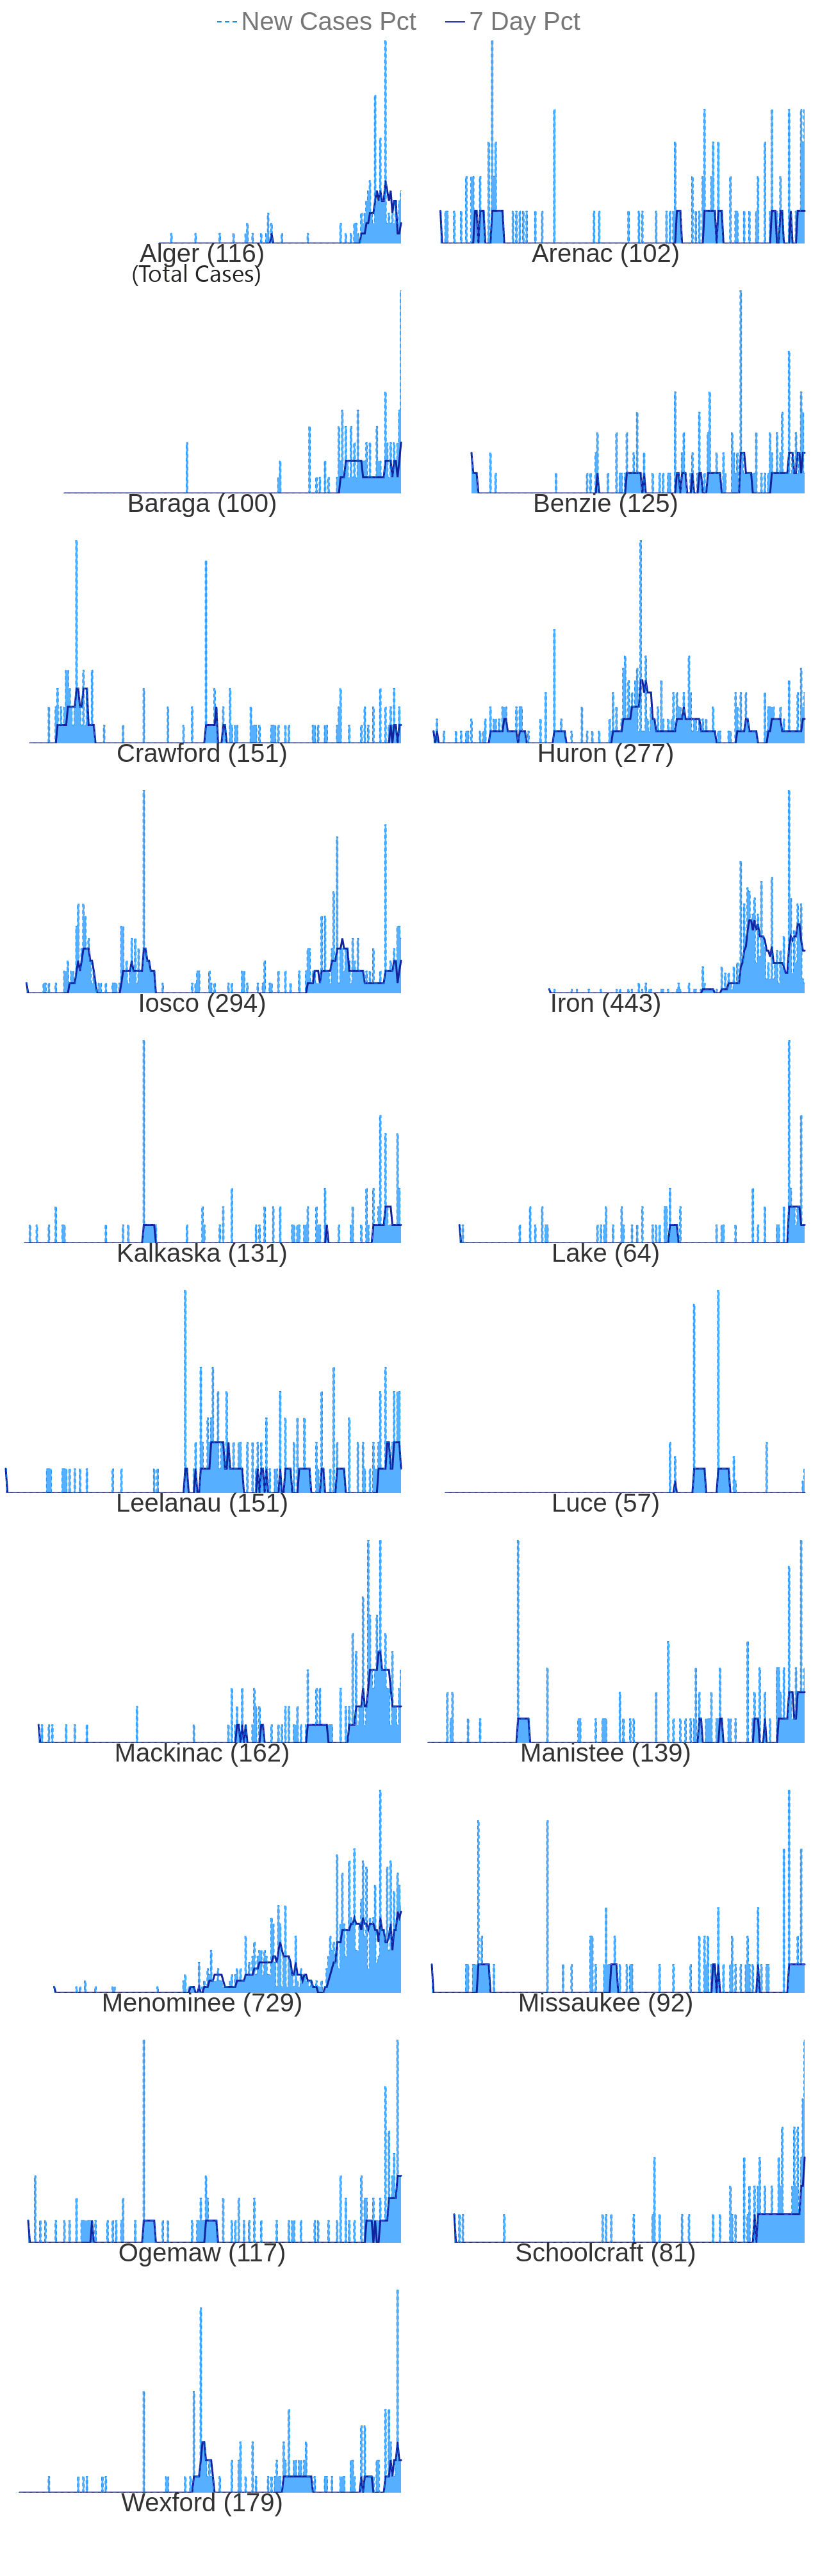 New Cases Pct 7 Day Pct
Alger (116) Arenac (102)
(Total Cases)
Baraga (100) Benzie (125)
Crawford (151) Huron (277)
Iosco (294) Iron (443)
Kalkaska (131) Lake (64)
Leelanau (151) Luce (57)
Mackinac (162) Manistee (139)
Menominee (729) Missaukee (92)
Ogemaw (117) Schoolcraft (81)
Wexford (179)